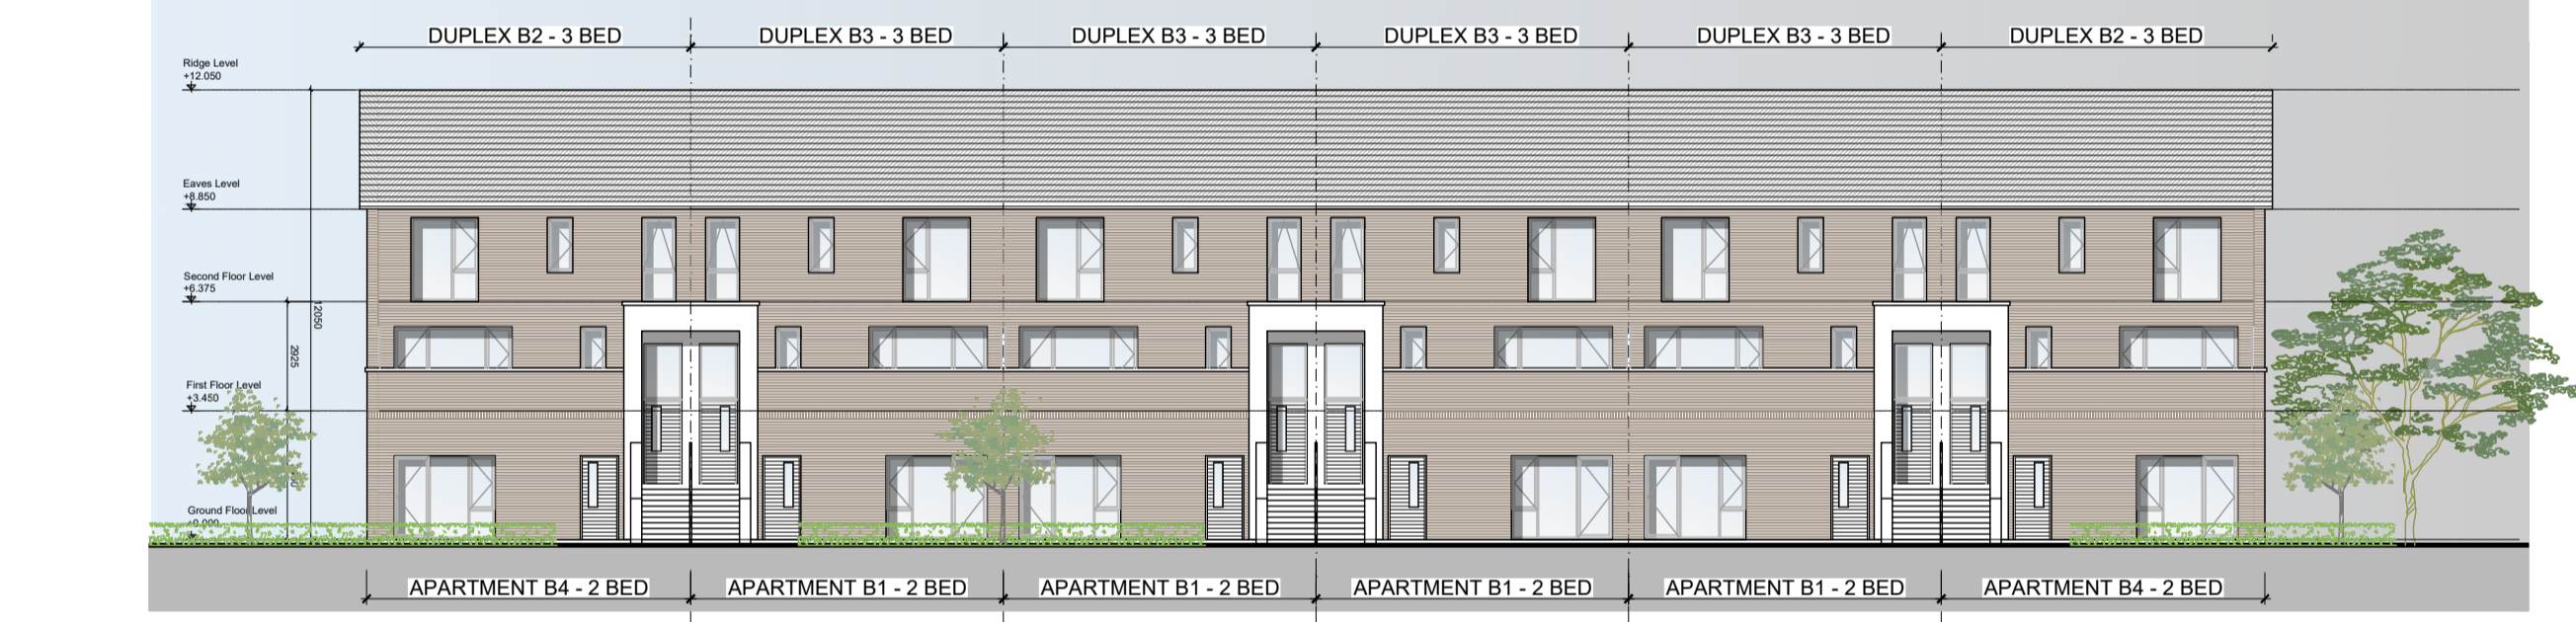 DUPLEX B2 - 3 BED
DUPLEX B3 - 3 BED
DUPLEX B3 - 3 BED
DUPLEX B3 - 3 BED
DUPLEX B3 - 3 BED
DUPLEX B2 - 3 BED
Ridge Level
+12.050
Eaves Level
+8.850
Second Floor Level
+6.375
12050
2925
First Floor Level
+3.450
Ground Floor Level
APARTMENT B4 - 2 BED
APARTMENT B1 - 2 BED
APARTMENT B1 - 2 BED
APARTMENT B1 - 2 BED
APARTMENT B1 - 2 BED
APARTMENT B4 - 2 BED